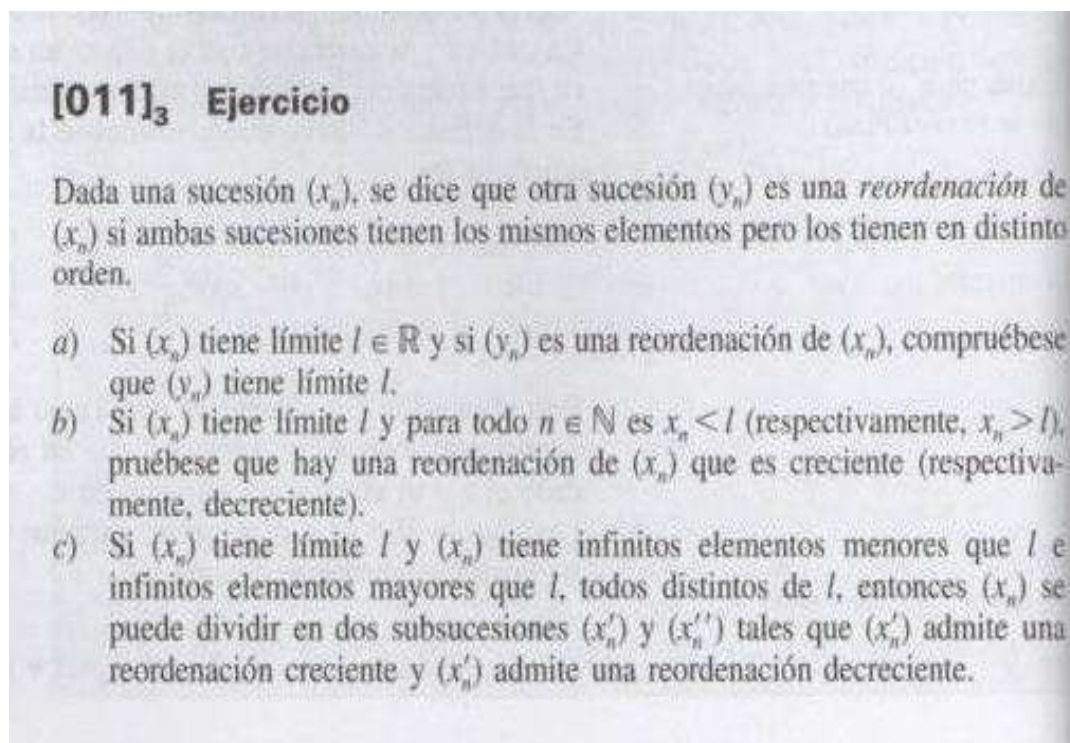 [011]₃ Ejercicio
Dada una sucesión (xₙ), se dice que otra sucesión (yₙ) es una reordenación de
(xₙ) si ambas sucesiones tienen los mismos elementos pero los tienen en distinto
orden.
a) Si (xₙ) tiene límite l ∈ ℝ y si (yₙ) es una reordenación de (xₙ), compruébese
que (yₙ) tiene límite l.
b) Si (xₙ) tiene límite l y para todo n ∈ ℕ es xₙ < l (respectivamente, xₙ > l),
pruébese que hay una reordenación de (xₙ) que es creciente (respectiva-
mente, decreciente).
c) Si (xₙ) tiene límite l y (xₙ) tiene infinitos elementos menores que l e
infinitos elementos mayores que l, todos distintos de l, entonces (xₙ) se
puede dividir en dos subsucesiones (x′ₙ) y (x′′ₙ) tales que (x′ₙ) admite una
reordenación creciente y (x′ₙ) admite una reordenación decreciente.